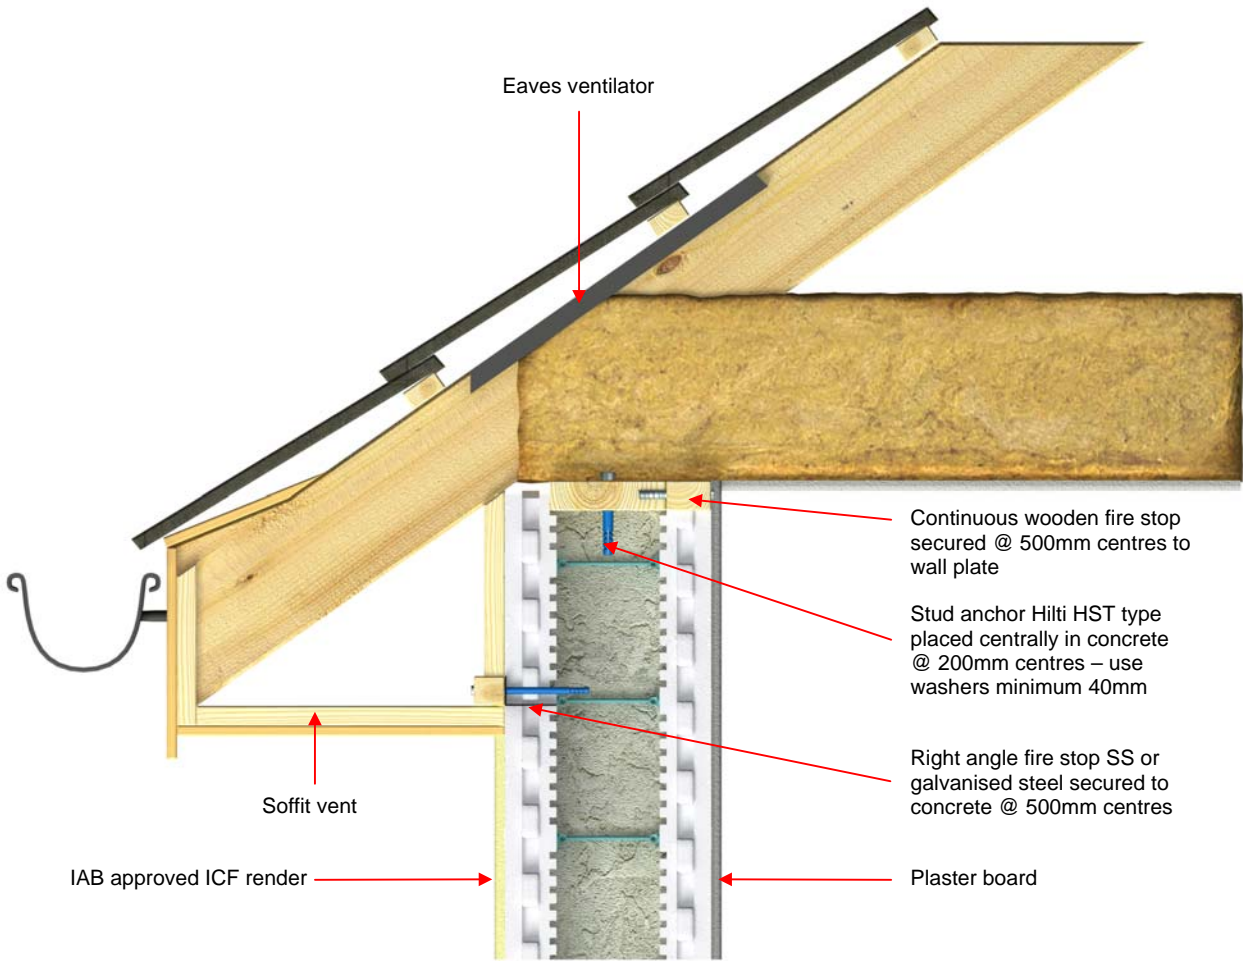 Eaves ventilator
Continuous wooden fire stop
secured @ 500mm centres to
wall plate
Stud anchor Hilti HST type
placed centrally in concrete
@ 200mm centres – use
washers minimum 40mm
Right angle fire stop SS or
galvanised steel secured to
concrete @ 500mm centres
Soffit vent
IAB approved ICF render
Plaster board